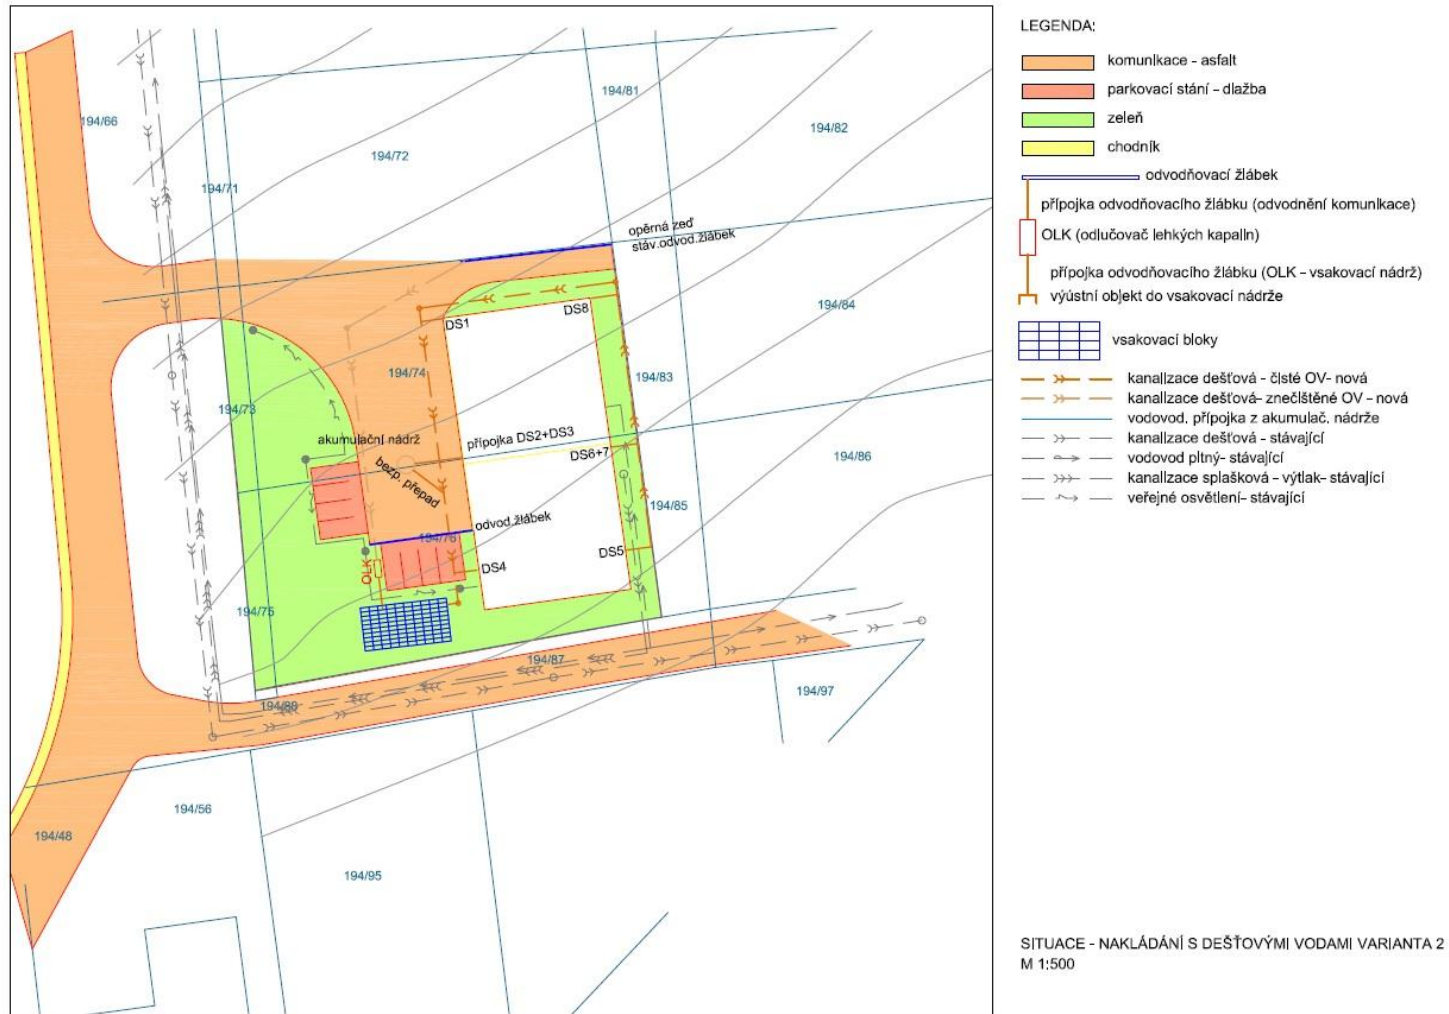 LEGENDA:
komunikace - asfalt
parkovací stání - dlažba
zeleň
chodník
odvodňovací žlábek
přípojka odvodňovacího žlábku (odvodnění komunikace)
OLK (odlučovač lehkých kapalin)
přípojka odvodňovacího žlábku (OLK - vsakovací nádrž)
výústní objekt do vsakovací nádrže
vsakovací bloky
kanalizace dešťová - čisté OV- nová
kanalizace dešťová- znečištěné OV - nová
vodovod. přípojka z akumulač. nádrže
kanalizace dešťová - stávající
vodovod pitný- stávající
kanalizace splašková - výtlak- stávající
veřejné osvětlení- stávající
SITUACE - NAKLÁDÁNÍ S DEŠŤOVÝMI VODAMI VARIANTA 2
M 1:500
194/81
194/66
194/82
194/72
194/71
opěrná zeď
stáv.odvod.žlábek
194/84
DS8
DS1
194/74
194/83
194/73
akumulační nádrž
přípojka DS2+DS3
DS6+7
194/86
bezp. přepad
194/85
odvod.žlábek
194/76
DS5
OLK
DS4
194/75
194/87
194/97
194/88
194/56
194/48
194/95